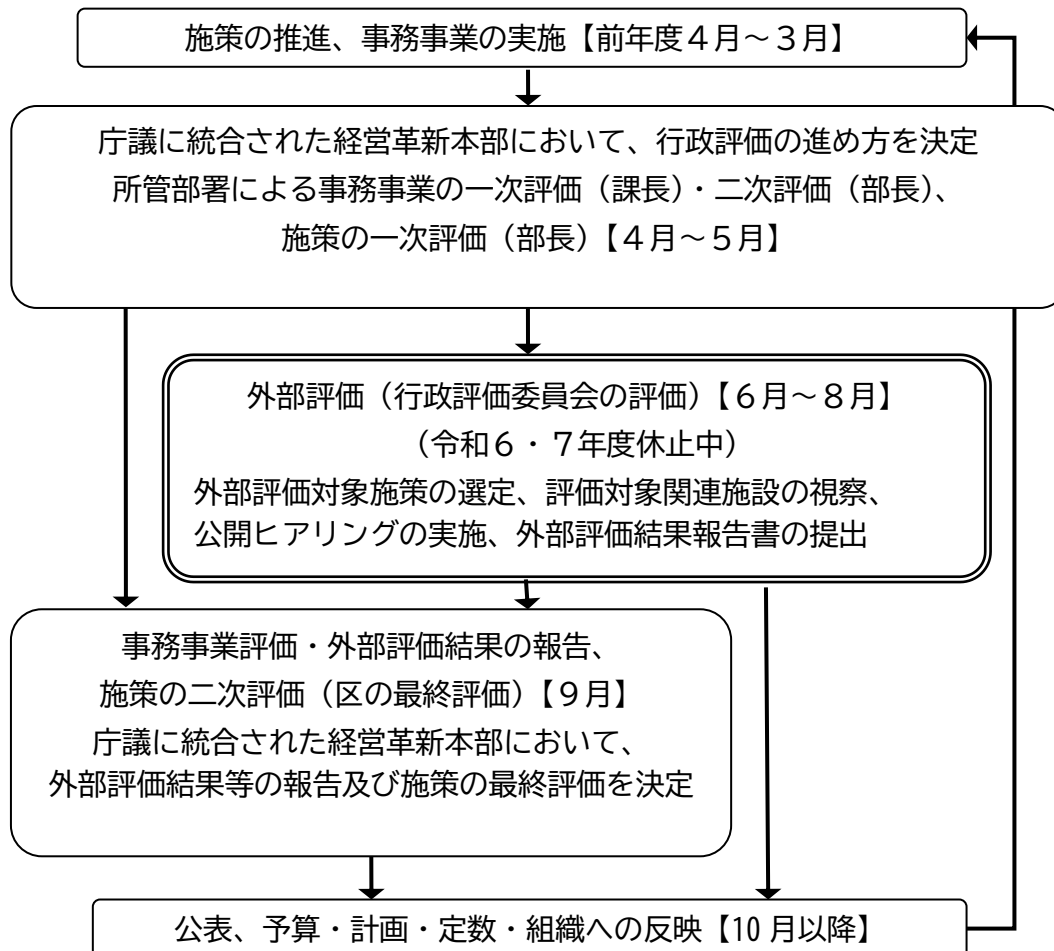 施策の推進、事務事業の実施【前年度４月～３月】
庁議に統合された経営革新本部において、行政評価の進め方を決定
所管部署による事務事業の一次評価（課長）・二次評価（部長）、
施策の一次評価（部長）【４月～５月】
外部評価（行政評価委員会の評価）【６月～８月】
（令和６・７年度休止中）
外部評価対象施策の選定、評価対象関連施設の視察、
公開ヒアリングの実施、外部評価結果報告書の提出
事務事業評価・外部評価結果の報告、
施策の二次評価（区の最終評価）【９月】
庁議に統合された経営革新本部において、
外部評価結果等の報告及び施策の最終評価を決定
公表、予算・計画・定数・組織への反映【10 月以降】